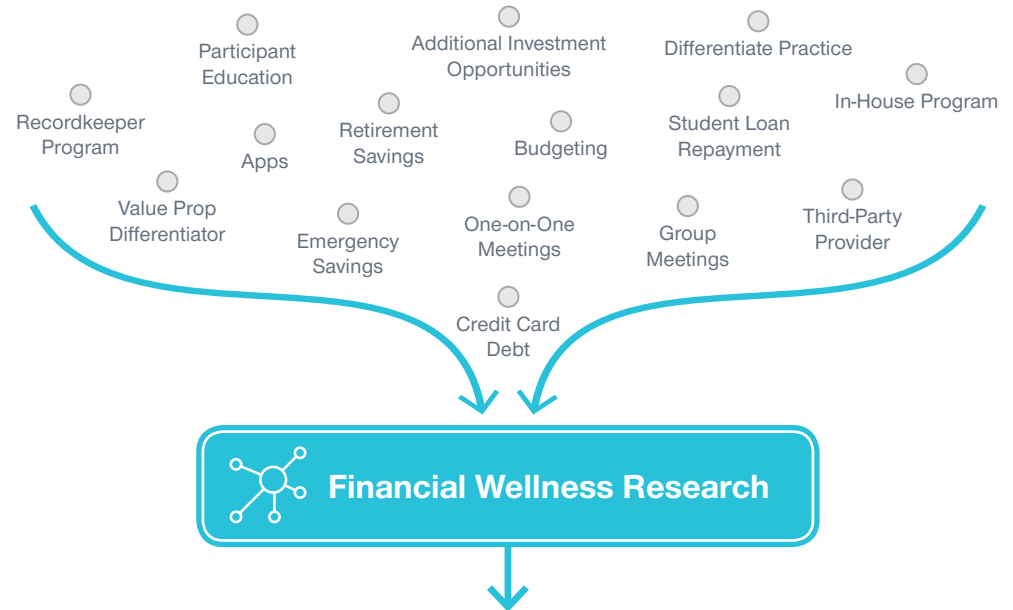 Participant
Education
Additional Investment
Opportunities
Differentiate Practice
In-House Program
Recordkeeper
Program
Apps
Retirement
Savings
Budgeting
Student Loan
Repayment
Value Prop
Differentiator
Emergency
Savings
One-on-One
Meetings
Group
Meetings
Third-Party
Provider
Credit Card
Debt
Financial Wellness Research